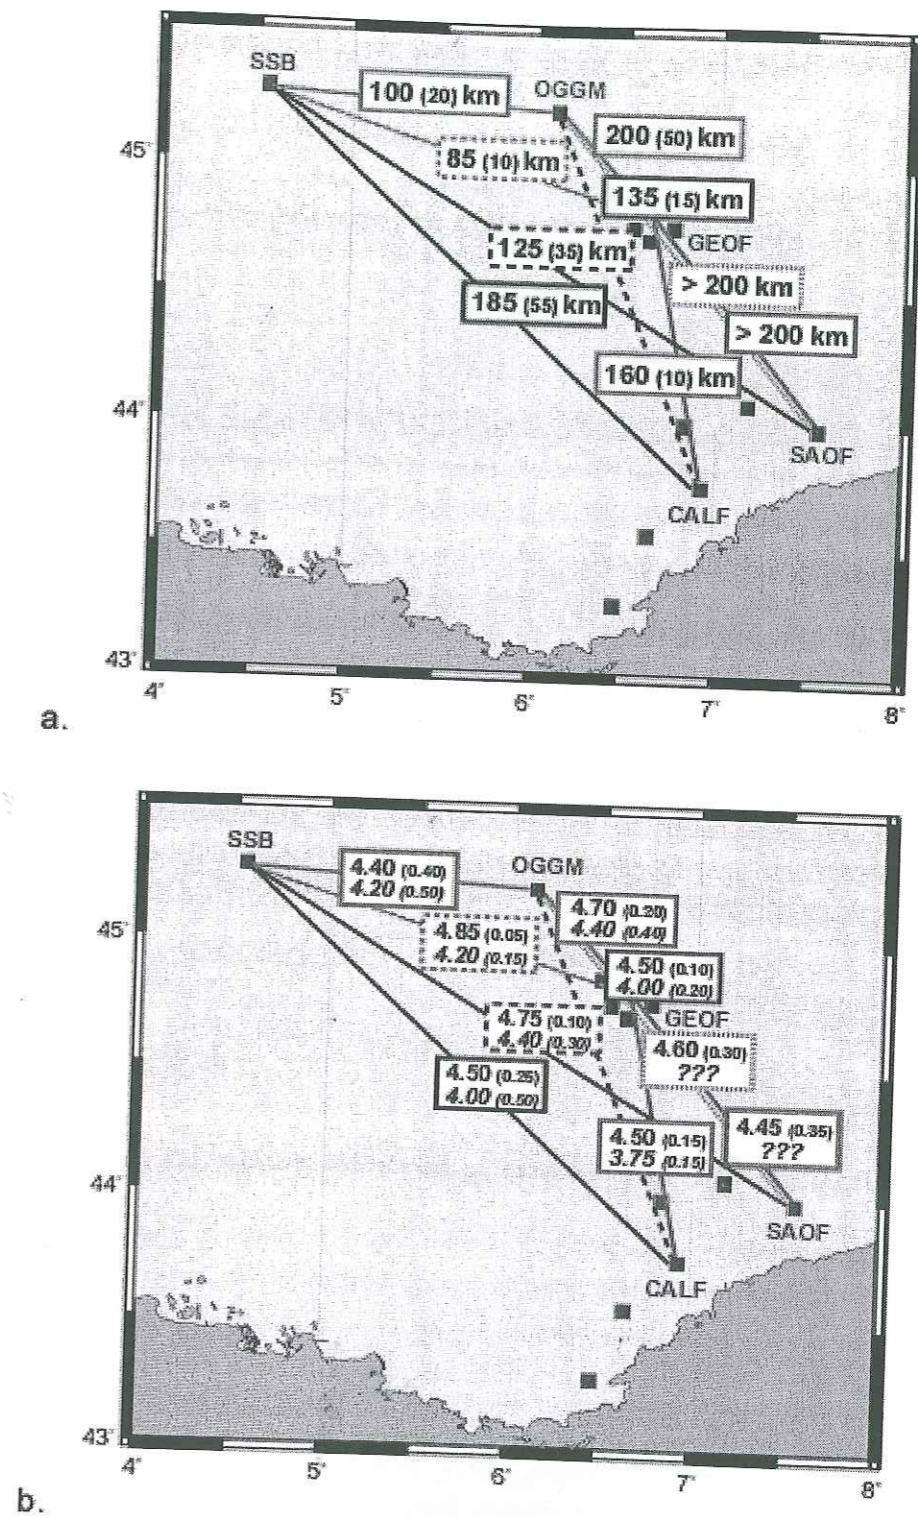 SSB
100 (20) km
OGGM
200 (50) km
45°
85 (10) km
135 (15) km
GEOF
125 (35) km
> 200 km
185 (55) km
> 200 km
160 (10) km
44°
SAOF
CALF
43°
4°
5°
6°
7°
8°
a.
SSB
OGGM
4.40 (0.40)
4.20 (0.50)
4.70 (0.20)
4.40 (0.40)
45°
4.85 (0.05)
4.20 (0.15)
4.50 (0.10)
4.00 (0.20)
4.75 (0.10)
4.40 (0.30)
GEOF
4.60 (0.30)
???
4.50 (0.25)
4.00 (0.50)
4.50 (0.15)
3.75 (0.15)
4.45 (0.35)
???
44°
SAOF
CALF
43°
4°
5°
6°
7°
8°
b.